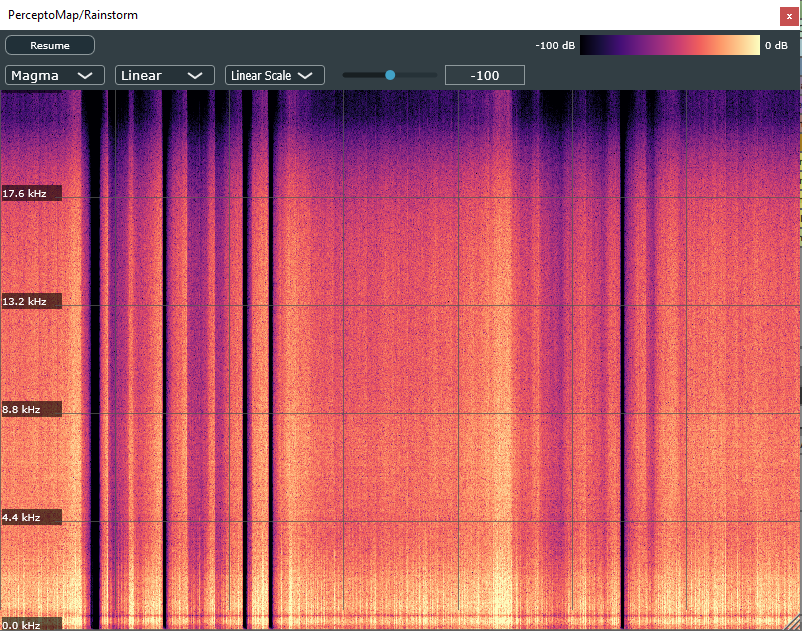 PerceptoMap/Rainstorm
x
Resume
-100 dB
0 dB
Magma
Linear
Linear Scale
-100
17.6 kHz
13.2 kHz
8.8 kHz
4.4 kHz
0.0 kHz